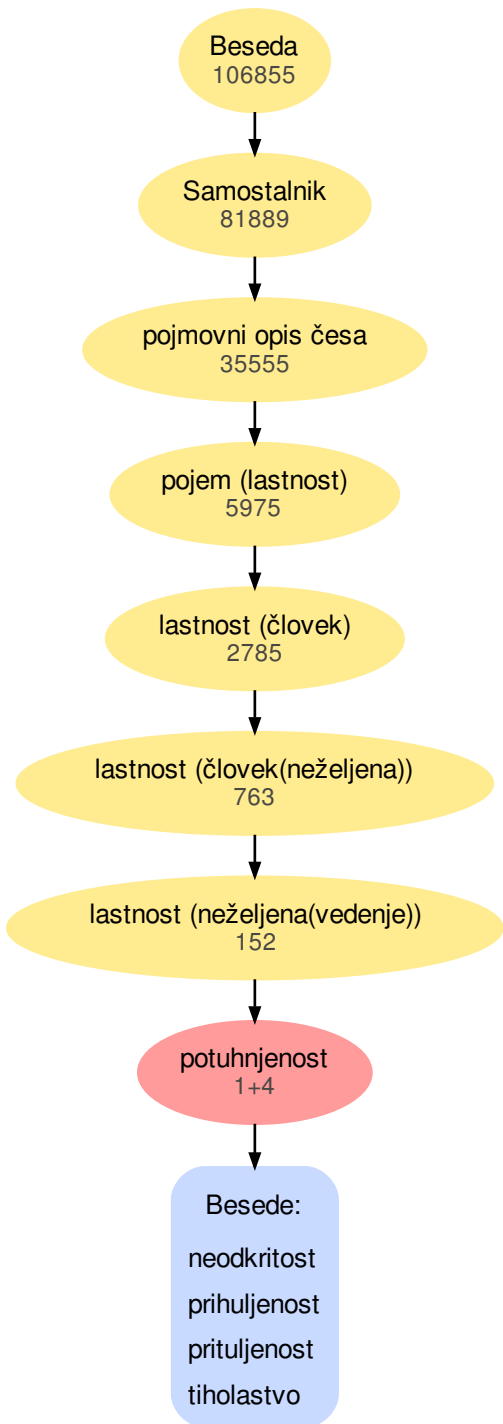 Beseda
106855
Samostalnik
81889
pojmovni opis česa
35555
pojem (lastnost)
5975
lastnost (človek)
2785
lastnost (človek(neželjena))
763
lastnost (neželjena(vedenje))
152
potuhnjenost
1+4
Besede:
neodkritost
prihuljenost
prituljenost
tiholastvo